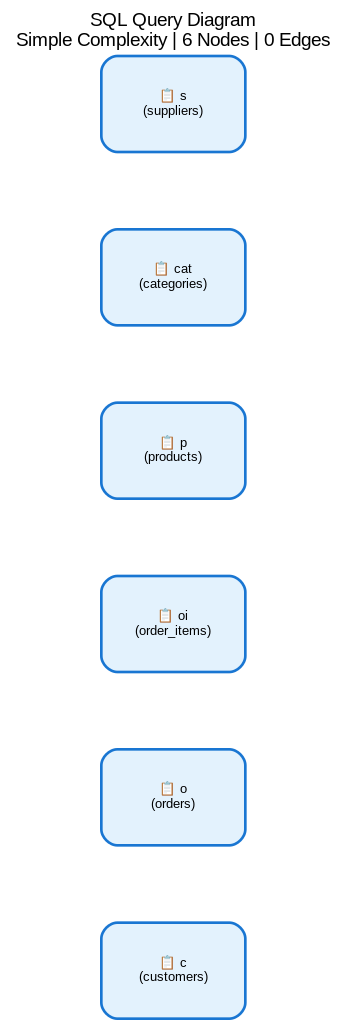 SQL Query Diagram
Simple Complexity | 6 Nodes | 0 Edges
📋 s
(suppliers)
📋 cat
(categories)
📋 p
(products)
📋 oi
(order_items)
📋 o
(orders)
📋 c
(customers)